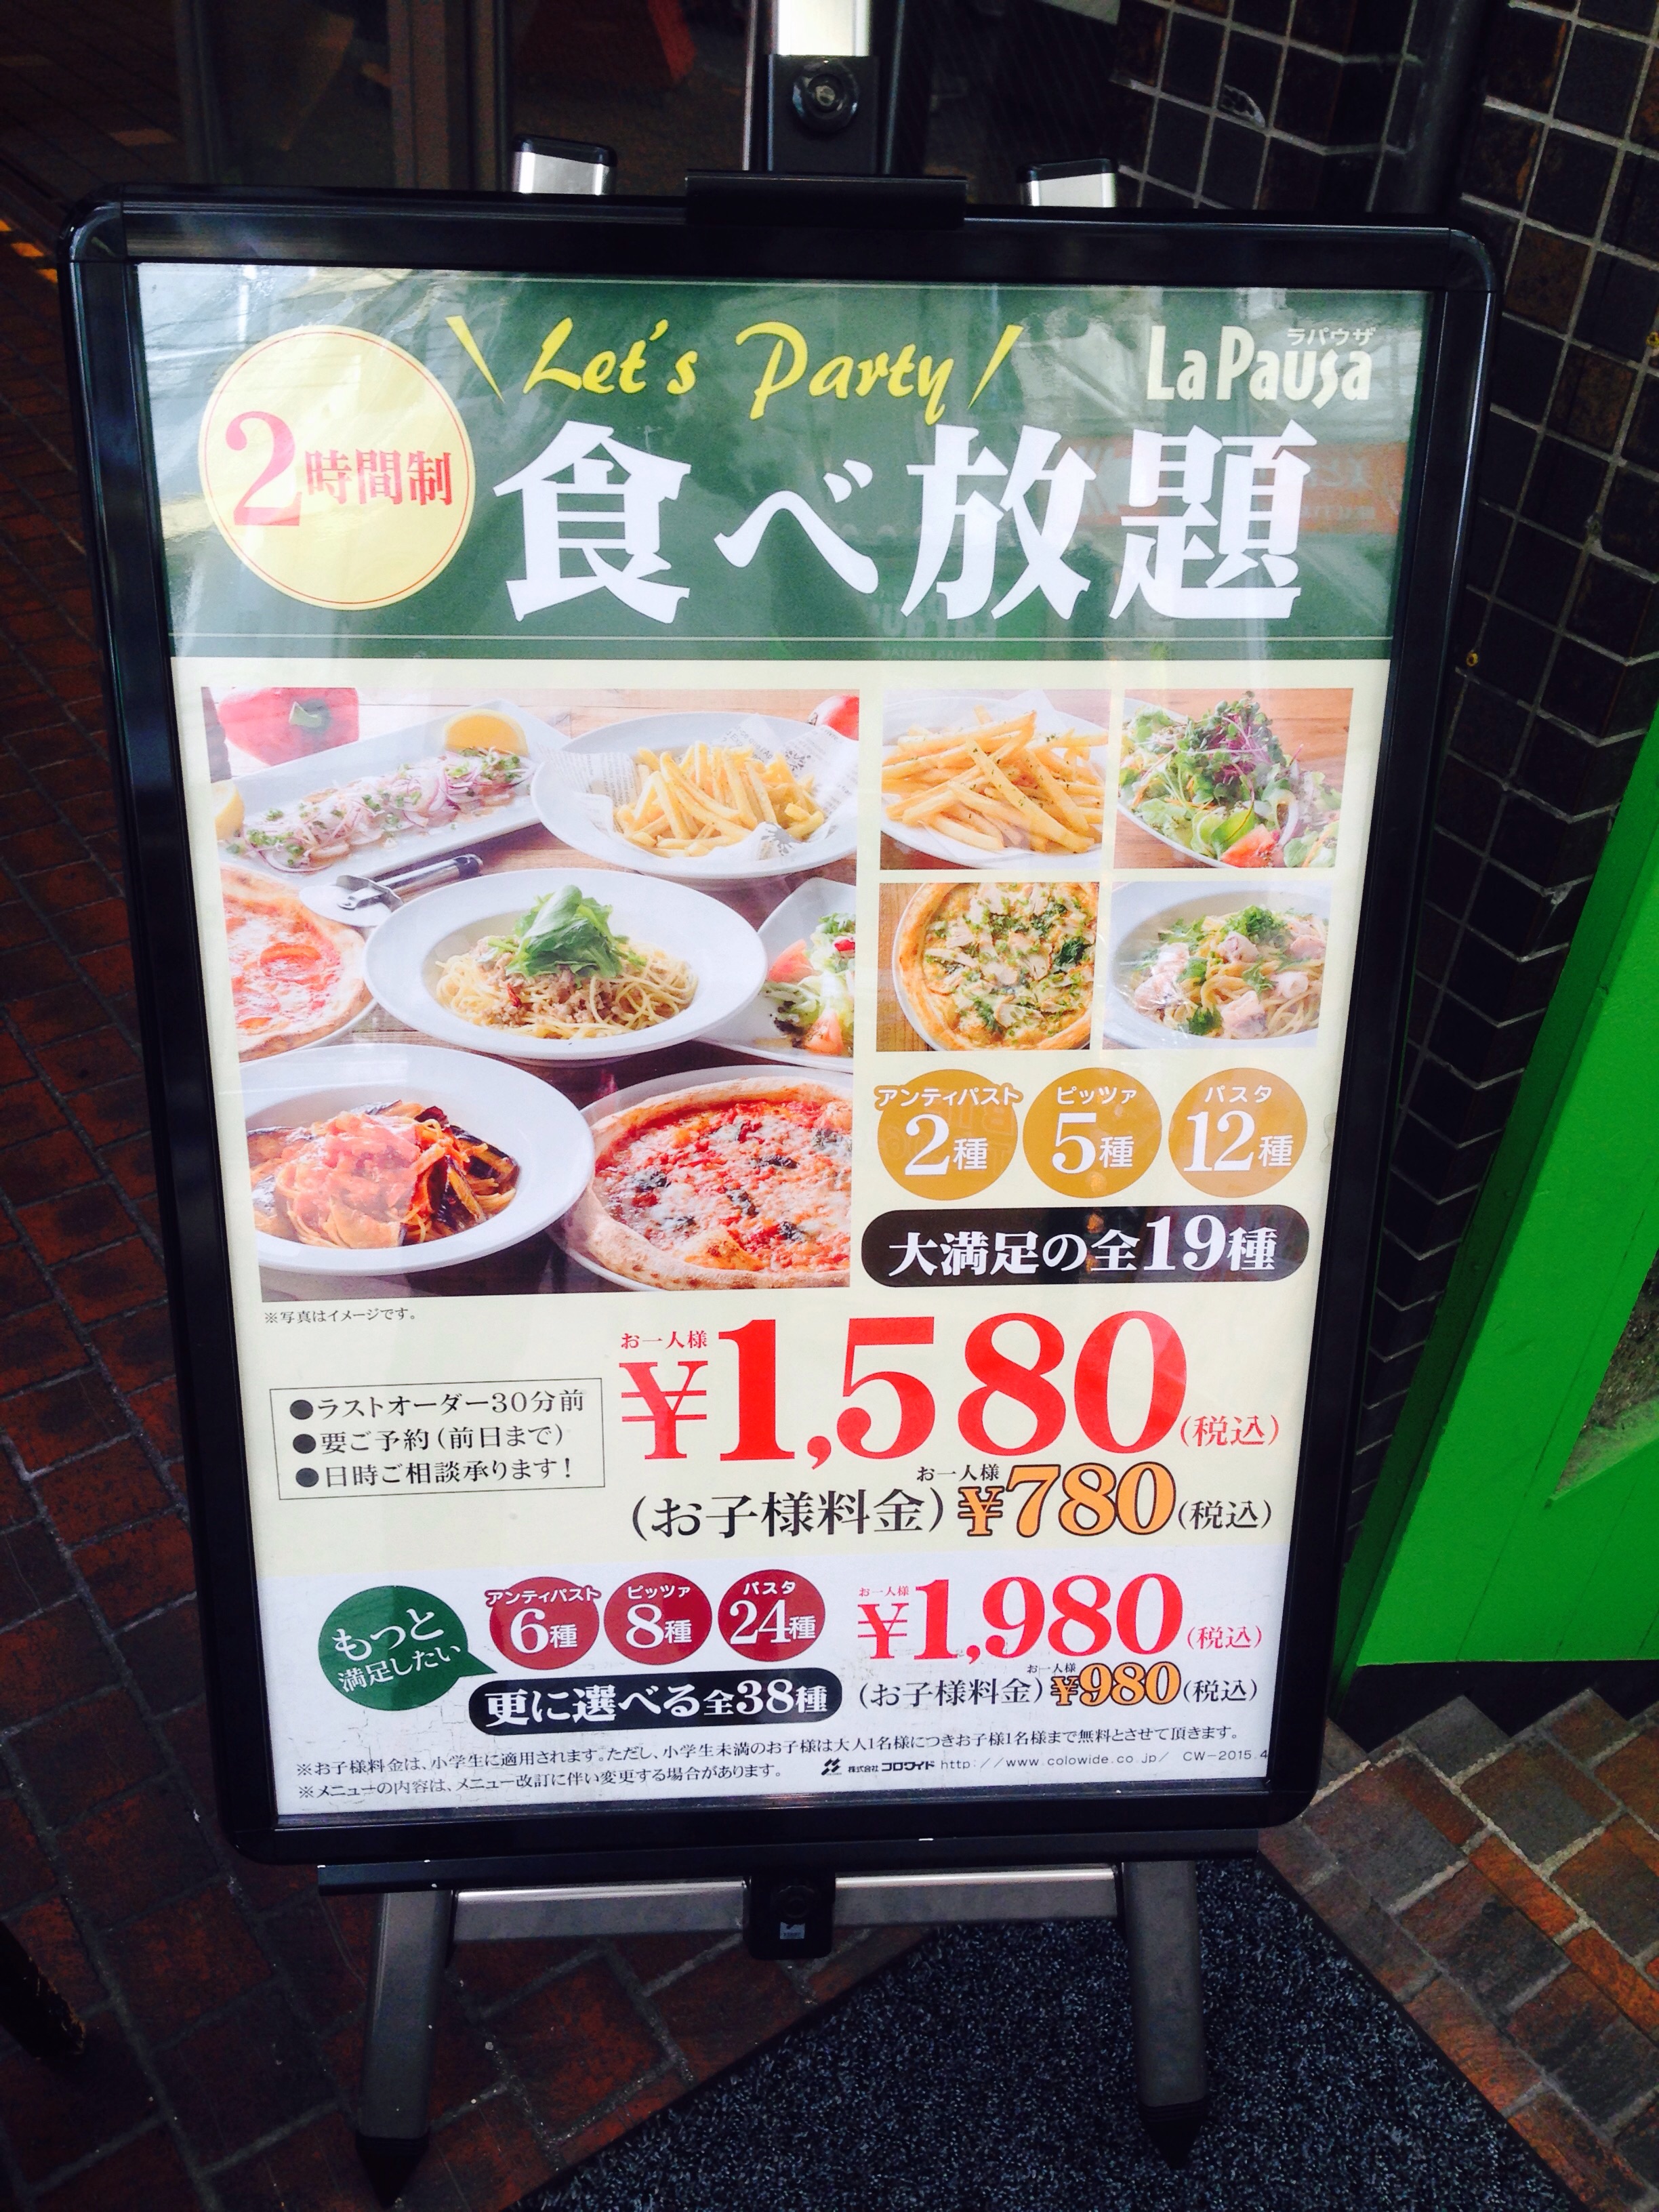 Let's Party
ラパウザ
La Pausa
2時間制
食べ放題
アンティパスト
2種
ピッツァ
5種
パスタ
12種
大満足の全19種
※写真はイメージです。
●ラストオーダー30分前
●要ご予約(前日まで)
●日時ご相談承ります!
お一人様
¥1,580(税込)
お一人様
(お子様料金)¥780(税込)
もっと
満足したい
アンティパスト
6種
ピッツァ
8種
パスタ
24種
更に選べる全38種
お一人様
¥1,980(税込)
お一人様
(お子様料金)¥980(税込)
※お子様料金は、小学生に適用されます。ただし、小学生未満のお子様は大人1名様につきお子様1名様まで無料とさせて頂きます。
※メニューの内容は、メニュー改訂に伴い変更する場合があります。
株式会社コロワイド http://www.colowide.co.jp/ CW-2015.4